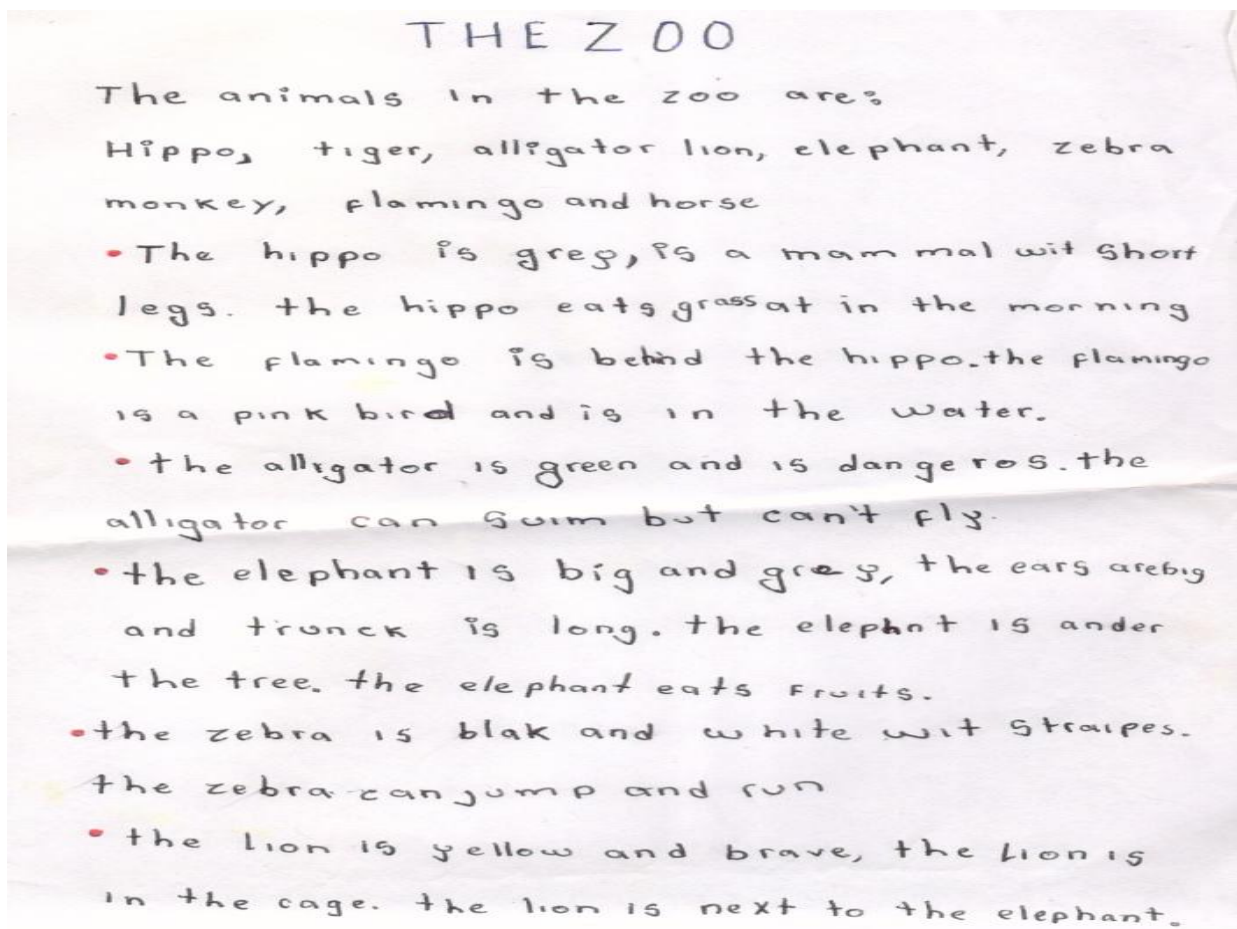 THE ZOO
The animals in the zoo are:
Hippo, tiger, alligator lion, elephant, zebra
monkey, flamingo and horse
• The hippo is grey, is a mammal wit short
legs. the hippo eats grass at in the morning
• The flamingo is behind the hippo. the flamingo
is a pink bird and is in the water.
• the alligator is green and is dangeros. the
alligator can swim but can't fly.
• the elephant is big and grey, the ears are big
and trunck is long. the elephnt is ander
the tree. the elephant eats fruits.
• the zebra is blak and white wit straipes.
the zebra can jump and run
• the lion is yellow and brave, the Lion is
in the cage. the lion is next to the elephant.